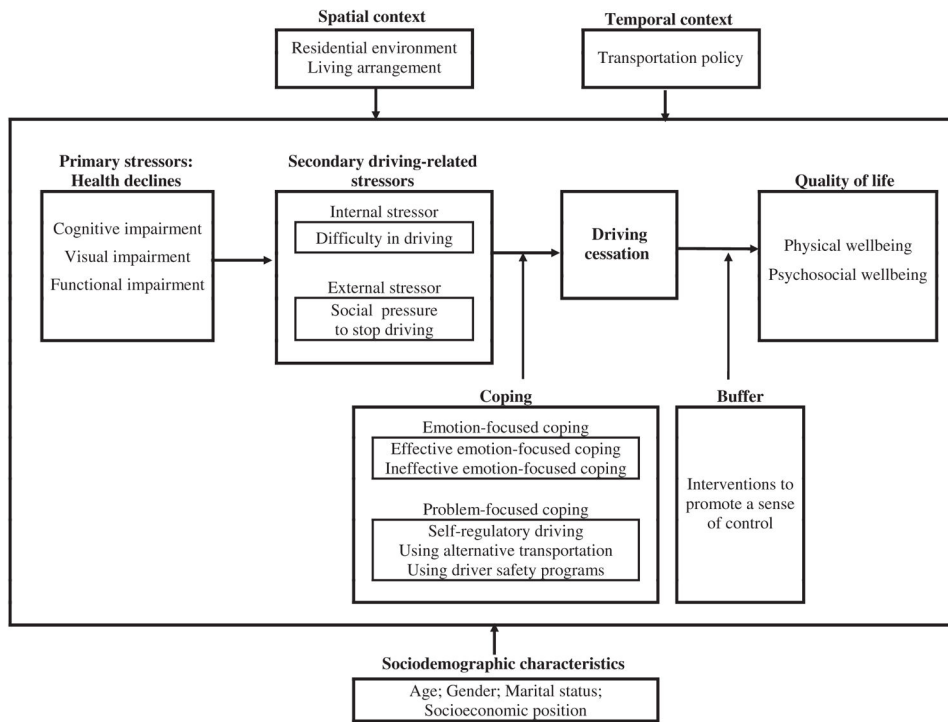 Spatial context
Residential environment
Living arrangement
Temporal context
Transportation policy
Primary stressors:
Health declines
Cognitive impairment
Visual impairment
Functional impairment
Secondary driving-related
stressors
Internal stressor
Difficulty in driving
External stressor
Social pressure
to stop driving
Driving
cessation
Quality of life
Physical wellbeing
Psychosocial wellbeing
Coping
Emotion-focused coping
Effective emotion-focused coping
Ineffective emotion-focused coping
Problem-focused coping
Self-regulatory driving
Using alternative transportation
Using driver safety programs
Buffer
Interventions to
promote a sense
of control
Sociodemographic characteristics
Age; Gender; Marital status;
Socioeconomic position